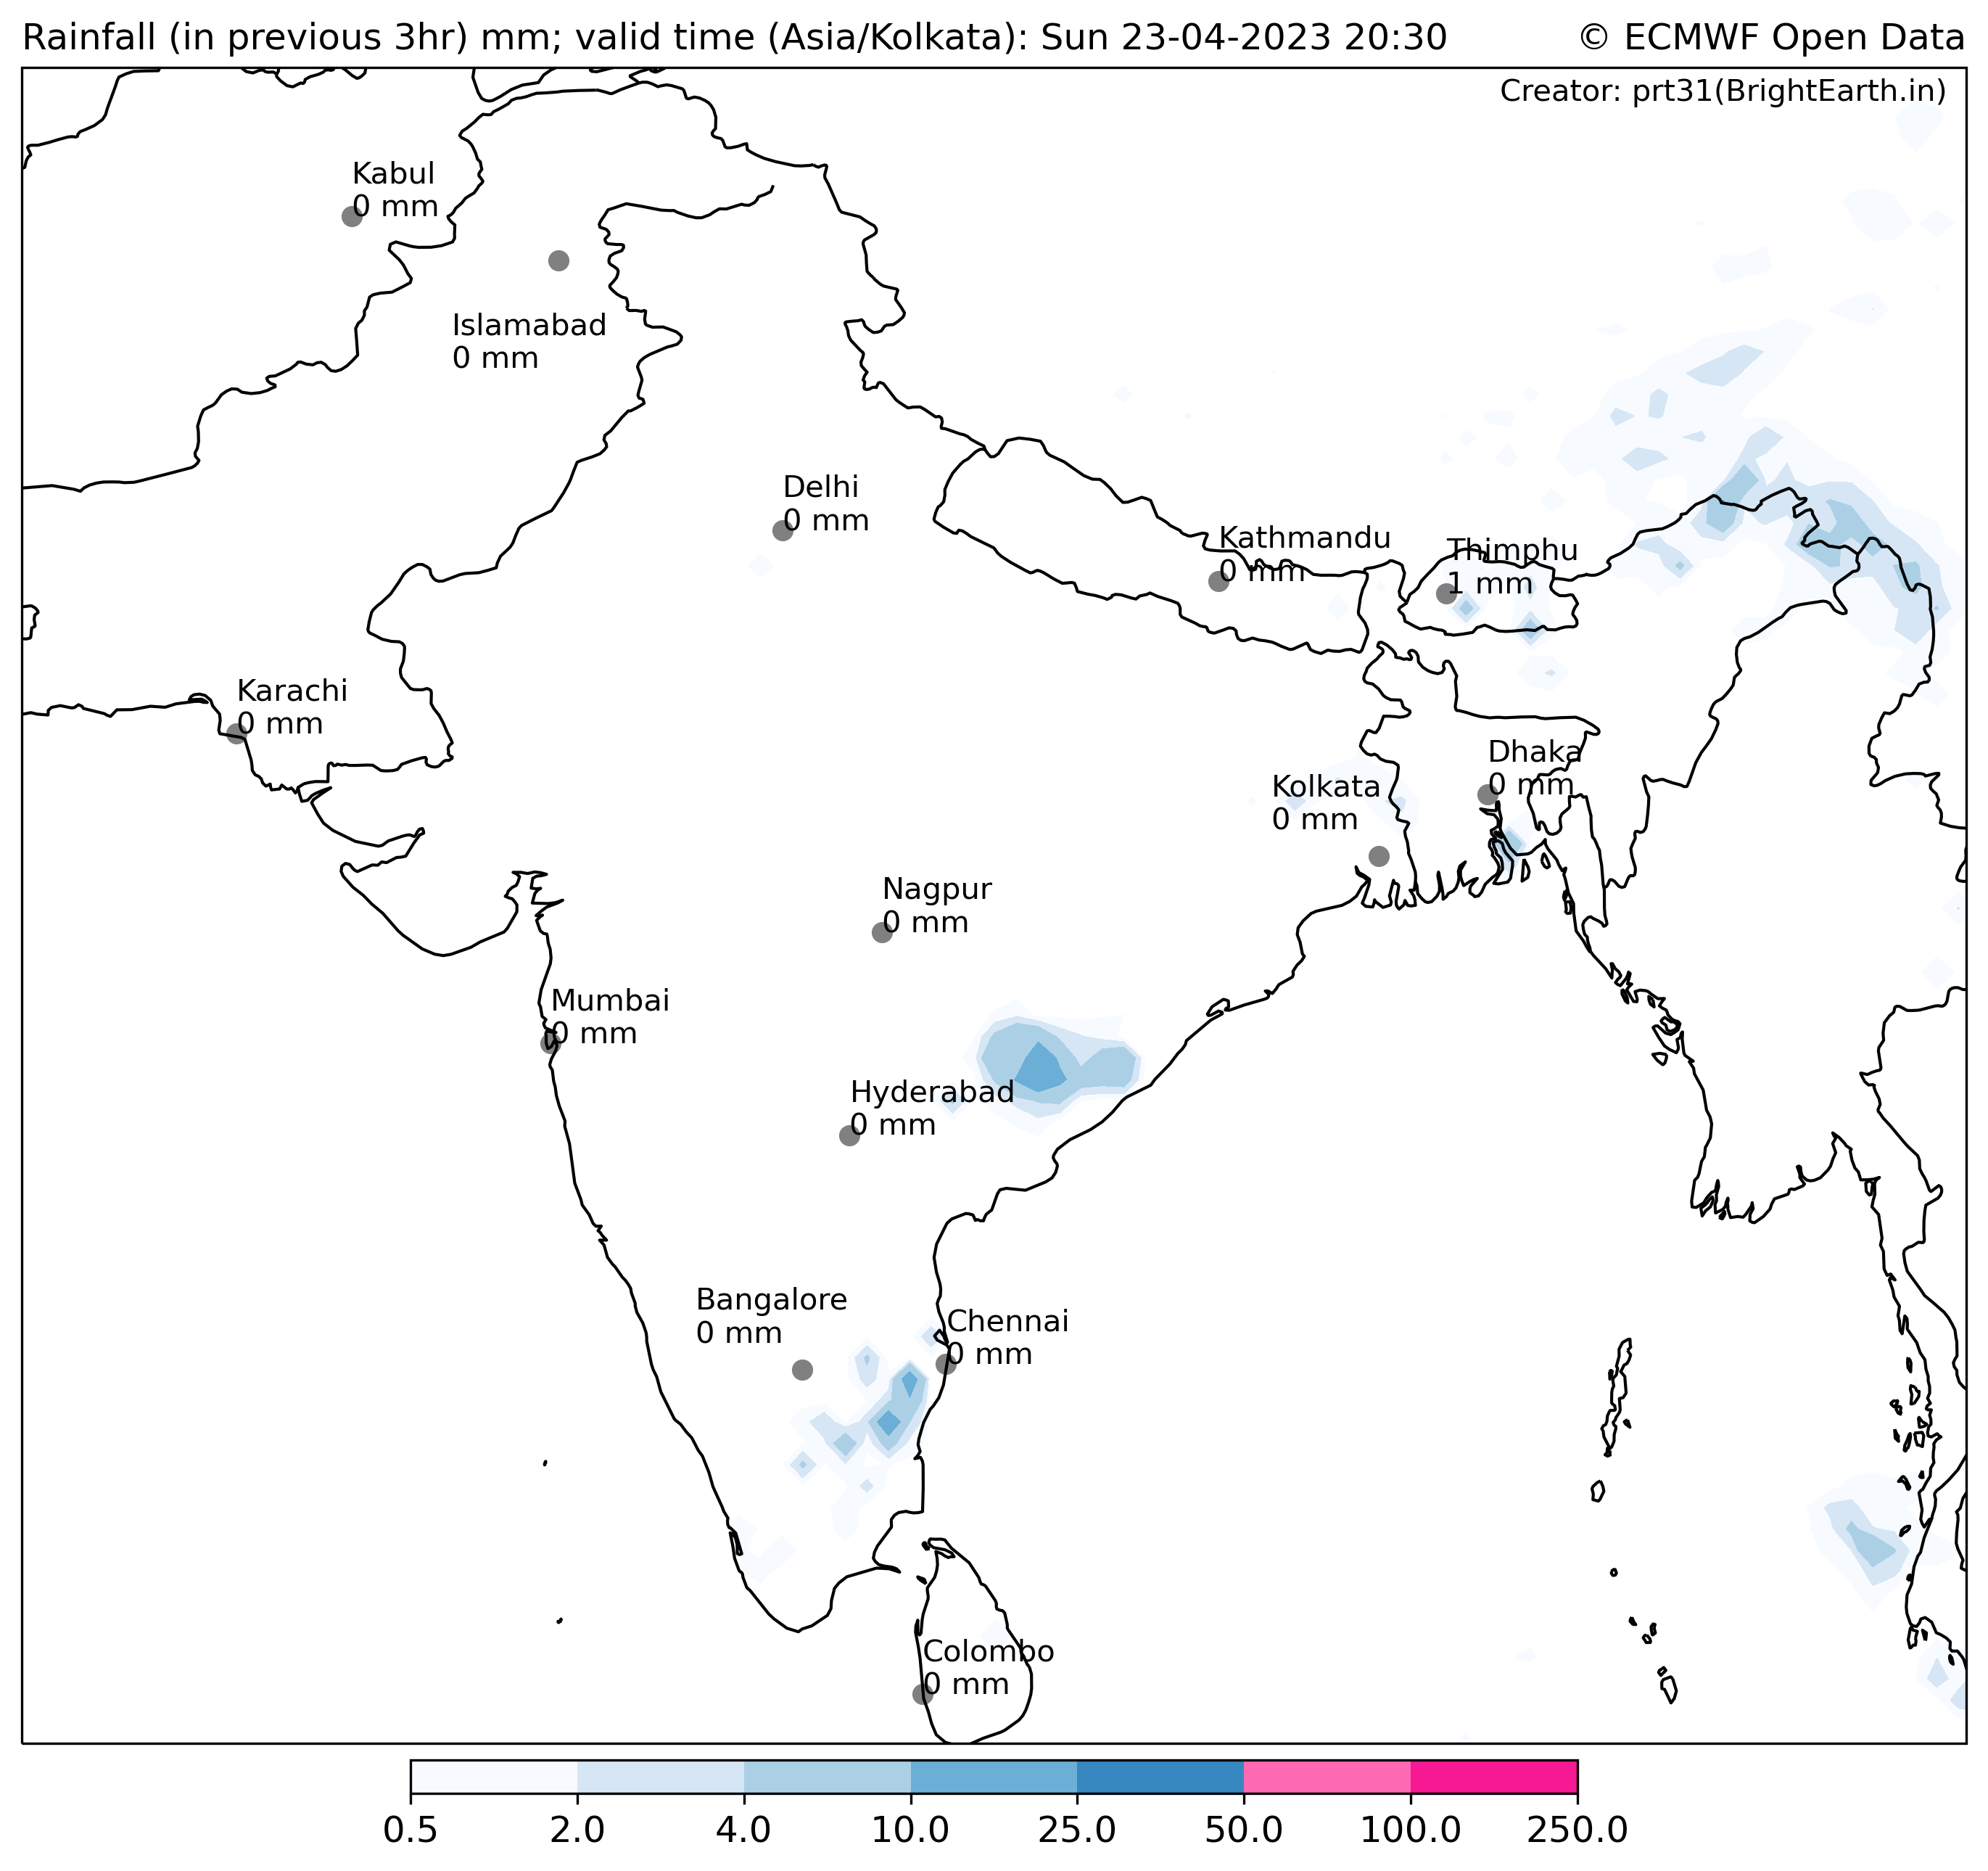 Rainfall (in previous 3hr) mm; valid time (Asia/Kolkata): Sun 23-04-2023 20:30
© ECMWF Open Data
Creator: prt31(BrightEarth.in)
Kabul
0 mm
Islamabad
0 mm
Delhi
0 mm
Kathmandu
0 mm
Thimphu
1 mm
Karachi
0 mm
Dhaka
0 mm
Kolkata
0 mm
Nagpur
0 mm
Mumbai
0 mm
Hyderabad
0 mm
Bangalore
0 mm
Chennai
0 mm
Colombo
0 mm
0.5 2.0 4.0 10.0 25.0 50.0 100.0 250.0